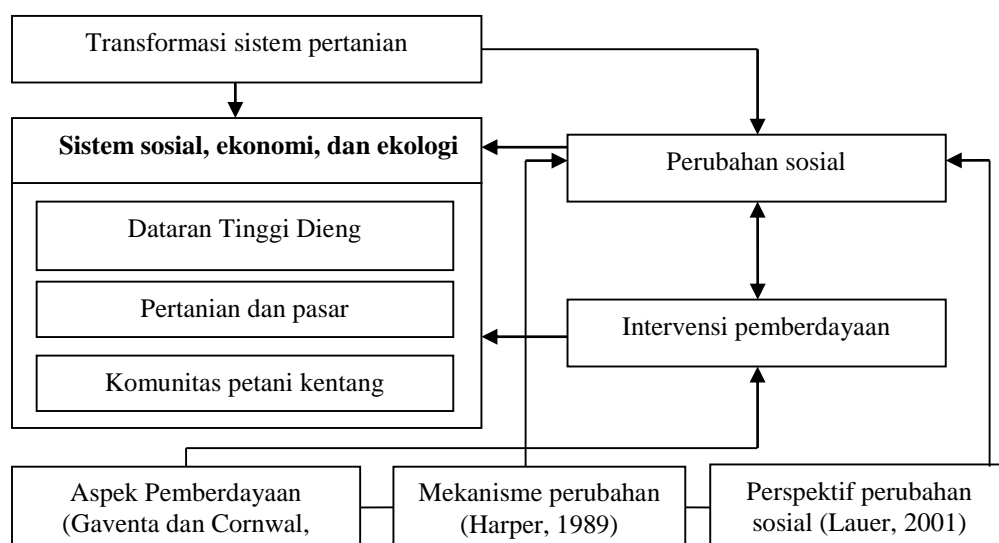 Transformasi sistem pertanian
Sistem sosial, ekonomi, dan ekologi
Dataran Tinggi Dieng
Pertanian dan pasar
Komunitas petani kentang
Perubahan sosial
Intervensi pemberdayaan
Aspek Pemberdayaan
(Gaventa dan Cornwal,
Mekanisme perubahan
(Harper, 1989)
Perspektif perubahan
sosial (Lauer, 2001)